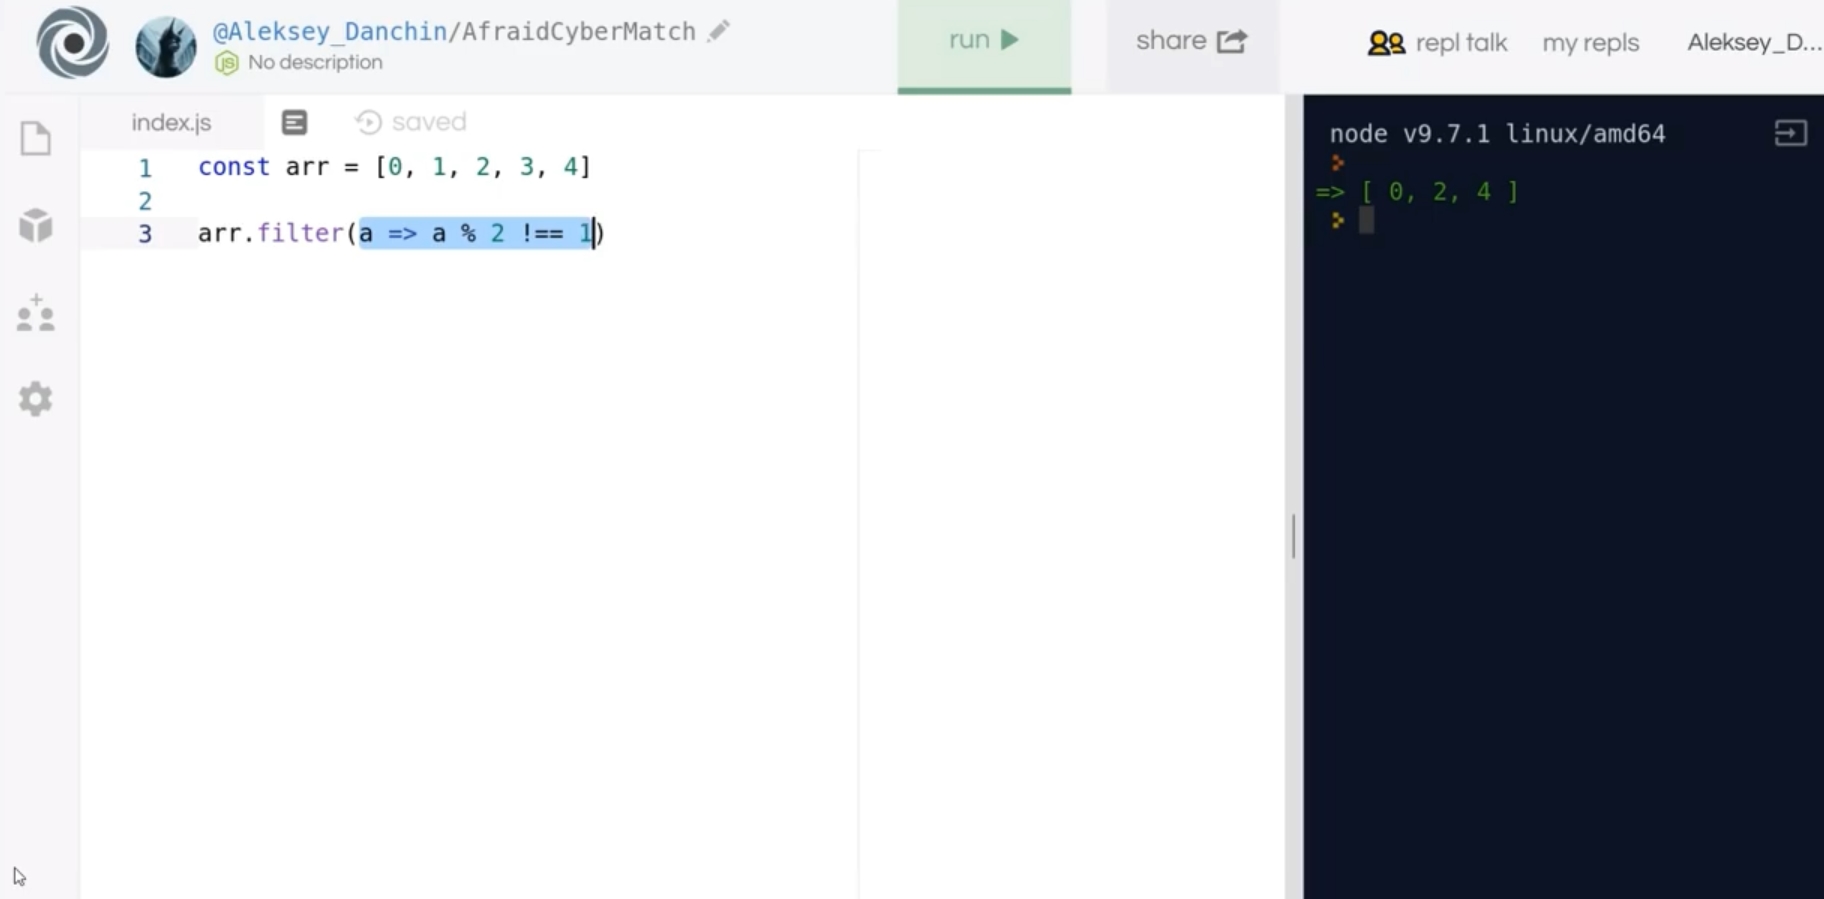 @Aleksey_Danchin/AfraidCyberMatch
JS No description
run
share
repl talk
my repls
Aleksey_D...
index.js
saved
1 const arr = [0, 1, 2, 3, 4]
2
3 arr.filter(a => a % 2 !== 1)
node v9.7.1 linux/amd64
=> [ 0, 2, 4 ]